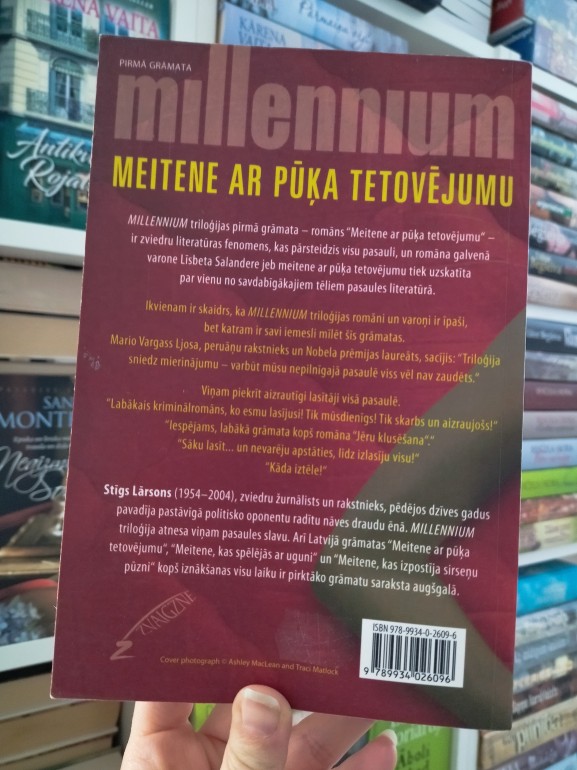 PIRMĀ GRĀMATA
millennium
MEITENE AR PŪĶA TETOVĒJUMU
MILLENNIUM triloģijas pirmā grāmata – romāns "Meitene ar pūķa tetovējumu" –
ir zviedru literatūras fenomens, kas pārsteidzis visu pasauli, un romāna galvenā
varone Lisbeta Salandere jeb meitene ar pūķa tetovējumu tiek uzskatīta
par vienu no savdabīgākajiem tēliem pasaules literatūrā.
Ikvienam ir skaidrs, ka MILLENNIUM triloģijas romāni un varoņi ir īpaši,
bet katram ir savi iemesli mīlēt šīs grāmatas.
Mario Vargass Ljosa, peruāņu rakstnieks un Nobela prēmijas laureāts, sacījis: "Triloģija
sniedz mierinājumu – varbūt mūsu nepilnīgajā pasaulē viss vēl nav zaudēts."
Viņam piekrīt aizrautīgi lasītāji visā pasaulē.
"Labākais kriminālromāns, ko esmu lasījusi! Tik mūsdienīgs! Tik skarbs un aizraujošs!"
"Iespējams, labākā grāmata kopš romāna "Jēru klusēšana"."
"Sāku lasīt... un nevarēju apstāties, līdz izlasīju visu!"
"Kāda iztēle!"
Stīgs Lārsons (1954–2004), zviedru žurnālists un rakstnieks, pēdējos dzīves gadus
pavadīja pastāvīgā politisko oponentu radītu nāves draudu ēnā. MILLENNIUM
triloģija atnesa viņam pasaules slavu. Arī Latvijā grāmatas "Meitene ar pūķa
tetovējumu", "Meitene, kas spēlējās ar uguni" un "Meitene, kas izpostīja sirseņu
pūzni" kopš iznākšanas visu laiku ir pirktāko grāmatu saraksta augšgalā.
ZVAIGZNE
ISBN 978-9934-0-2609-6
9 789934 026096
Cover photograph © Ashley MacLean and Traci Matlock
KARENA VAITA
Antikv
Rojāl
KARENA
VAITA
SAN
MONTE